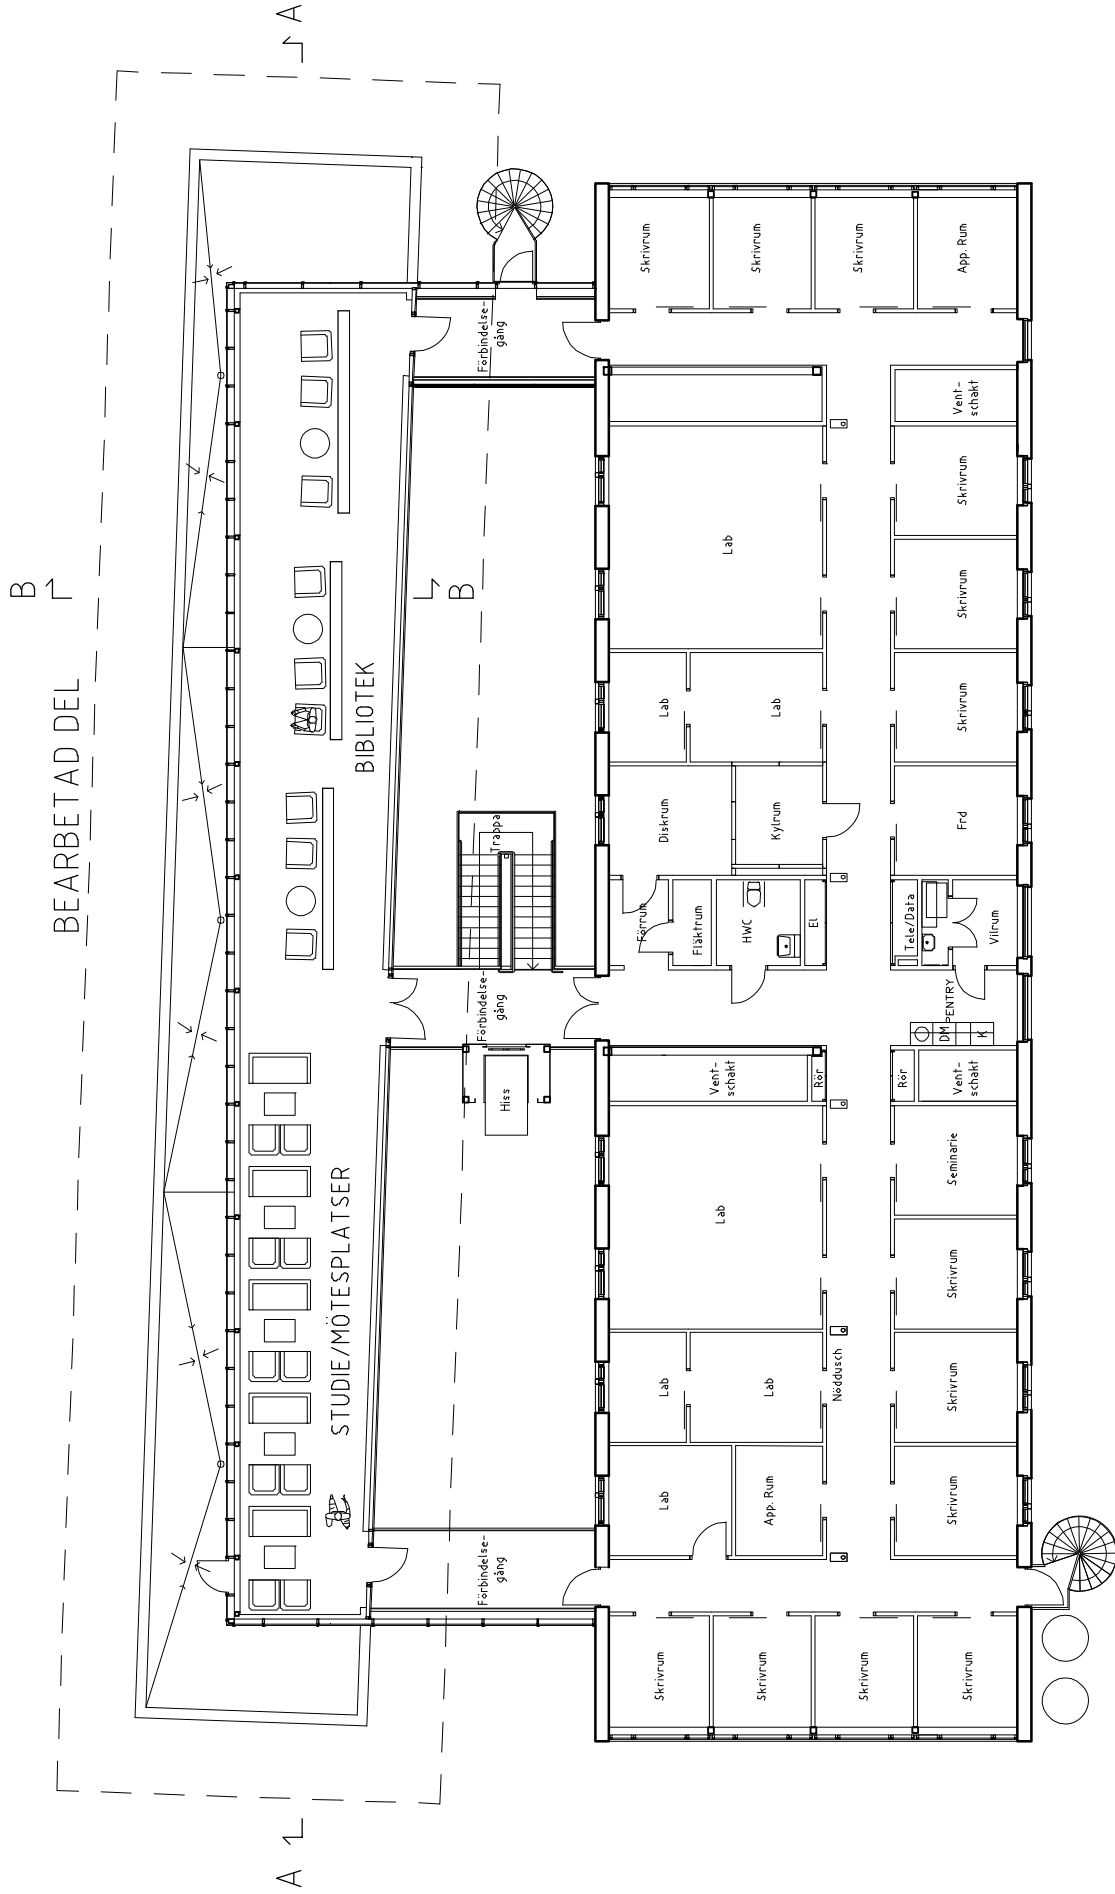 A
B
BEARBETAD DEL
B
A
BIBLIOTEK
STUDIE/MÖTESPLATSER
Förbindelse-
gång
Trappa
Förbindelse-
gång
Hiss
Förbindelse-
gång
Skrivrum
Skrivrum
Skrivrum
App. Rum
Lab
Vent-
schakt
Skrivrum
Skrivrum
Lab
Lab
Skrivrum
Diskrum
Kylrum
Frd
Förrum
Fläktrum
HWC
El
Tele/Data
Vilrum
PENTRY
DM
K
Vent-
schakt
Rör
Rör
Vent-
schakt
Lab
Seminarie
Skrivrum
Lab
Lab
Nöddusch
Skrivrum
Lab
App. Rum
Skrivrum
Skrivrum
Skrivrum
Skrivrum
Skrivrum